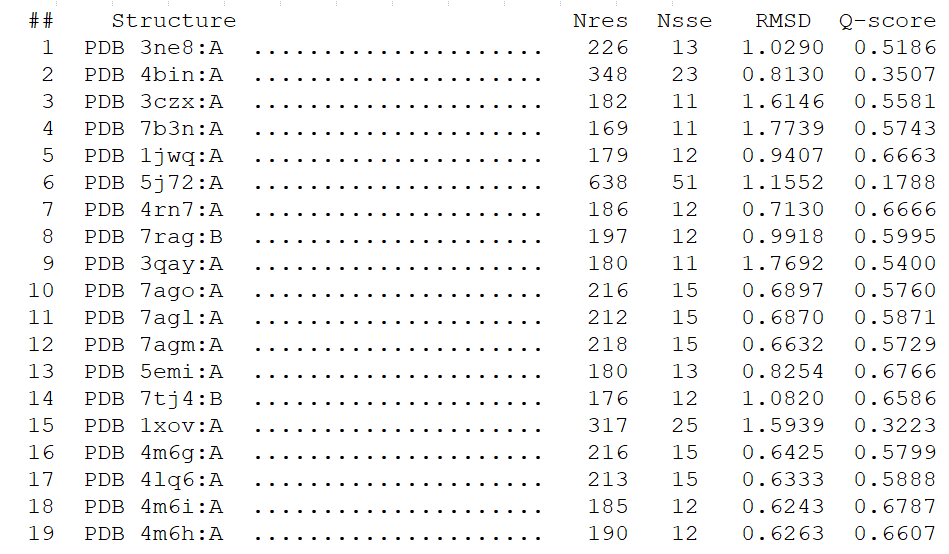 ## Structure Nres Nsse RMSD Q-score
1 PDB 3ne8:A ..................... 226 13 1.0290 0.5186
2 PDB 4bin:A ..................... 348 23 0.8130 0.3507
3 PDB 3czx:A ..................... 182 11 1.6146 0.5581
4 PDB 7b3n:A ..................... 169 11 1.7739 0.5743
5 PDB 1jwq:A ..................... 179 12 0.9407 0.6663
6 PDB 5j72:A ..................... 638 51 1.1552 0.1788
7 PDB 4rn7:A ..................... 186 12 0.7130 0.6666
8 PDB 7rag:B ..................... 197 12 0.9918 0.5995
9 PDB 3qay:A ..................... 180 11 1.7692 0.5400
10 PDB 7ago:A ..................... 216 15 0.6897 0.5760
11 PDB 7agl:A ..................... 212 15 0.6870 0.5871
12 PDB 7agm:A ..................... 218 15 0.6632 0.5729
13 PDB 5emi:A ..................... 180 13 0.8254 0.6766
14 PDB 7tj4:B ..................... 176 12 1.0820 0.6586
15 PDB 1xov:A ..................... 317 25 1.5939 0.3223
16 PDB 4m6g:A ..................... 216 15 0.6425 0.5799
17 PDB 4lq6:A ..................... 213 15 0.6333 0.5888
18 PDB 4m6i:A ..................... 185 12 0.6243 0.6787
19 PDB 4m6h:A ..................... 190 12 0.6263 0.6607